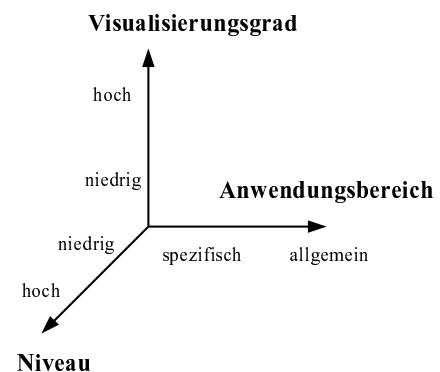 Visualisierungsgrad
hoch
niedrig
Anwendungsbereich
niedrig
spezifisch
allgemein
hoch
Niveau